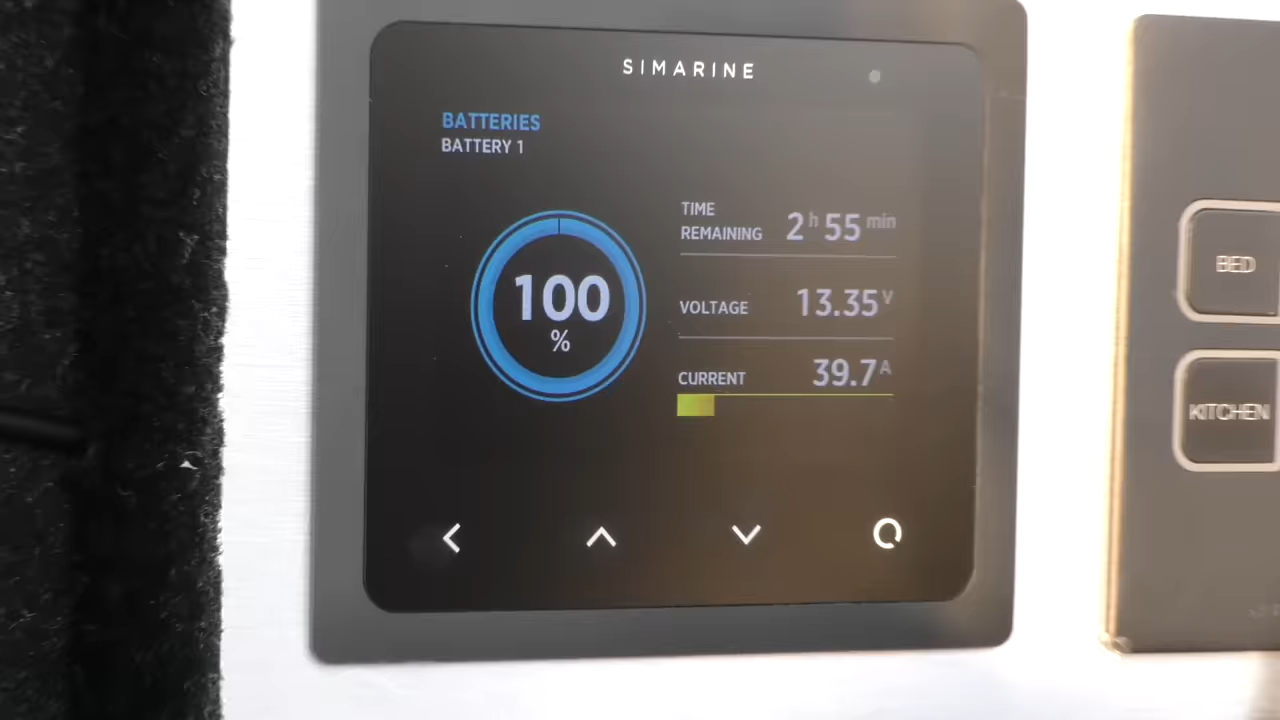 SIMARINE
BATTERIES
BATTERY 1
100
%
TIME
REMAINING 2 h 55 min
VOLTAGE 13.35 V
CURRENT 39.7 A
BED
KITCHEN